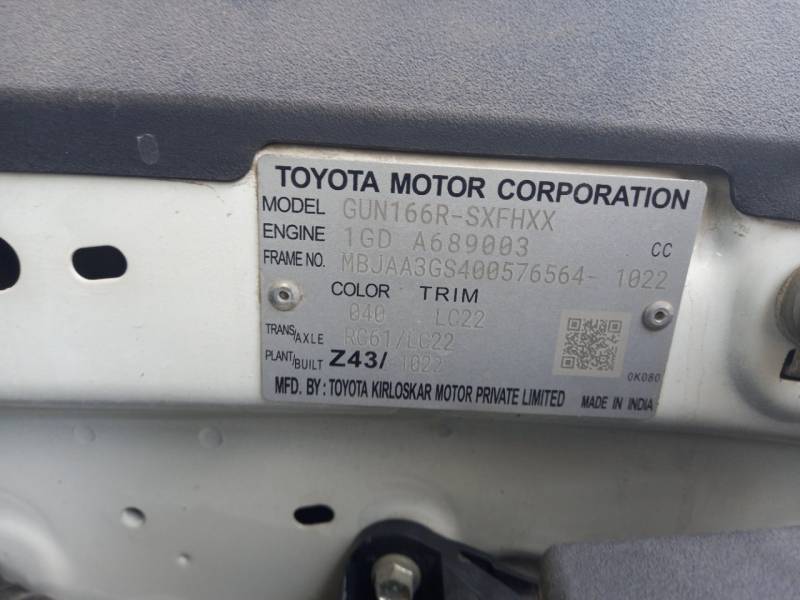 TOYOTA MOTOR CORPORATION
MODEL GUN166R-SXFHXX
ENGINE 1GD A689003 CC
FRAME NO. MBJAA3GS400576564- 1022
COLOR TRIM
040 LC22
TRANS/AXLE RC61/LC22
PLANT/BUILT Z43/ 1022
0K080
MFD. BY : TOYOTA KIRLOSKAR MOTOR PRIVATE LIMITED MADE IN INDIA